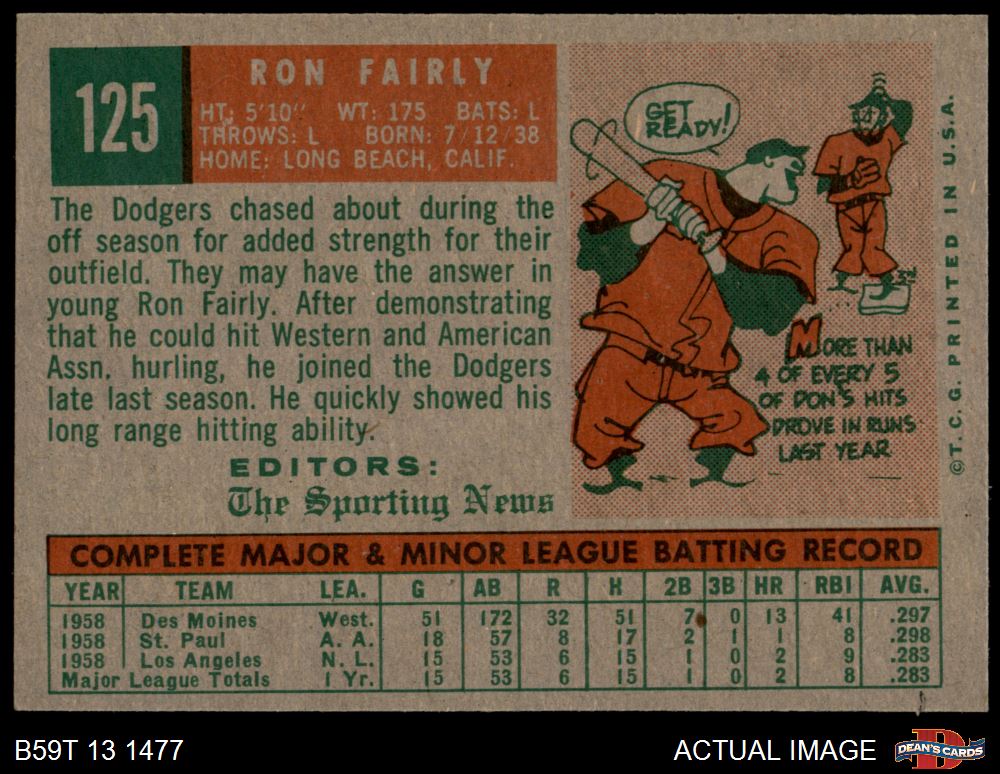 125
RON FAIRLY
HT: 5'10" WT: 175 BATS: L
THROWS: L BORN: 7/12/38
HOME: LONG BEACH, CALIF.
The Dodgers chased about during the
off season for added strength for their
outfield. They may have the answer in
young Ron Fairly. After demonstrating
that he could hit Western and American
Assn. hurling, he joined the Dodgers
late last season. He quickly showed his
long range hitting ability.
EDITORS:
The Sporting News
GET
READY!
3RD
MORE THAN
4 OF EVERY 5
OF DON'S HITS
DROVE IN RUNS
LAST YEAR
©T.C.G. PRINTED IN U.S.A.
COMPLETE MAJOR & MINOR LEAGUE BATTING RECORD
YEAR TEAM LEA. G AB R H 2B 3B HR RBI AVG.
1958 Des Moines West. 51 172 32 51 7 0 13 41 .297
1958 St. Paul A. A. 18 57 8 17 2 1 1 8 .298
1958 Los Angeles N. L. 15 53 6 15 1 0 2 9 .283
Major League Totals 1 Yr. 15 53 6 15 1 0 2 8 .283
B59T 13 1477
ACTUAL IMAGE
D
DEAN'S CARDS